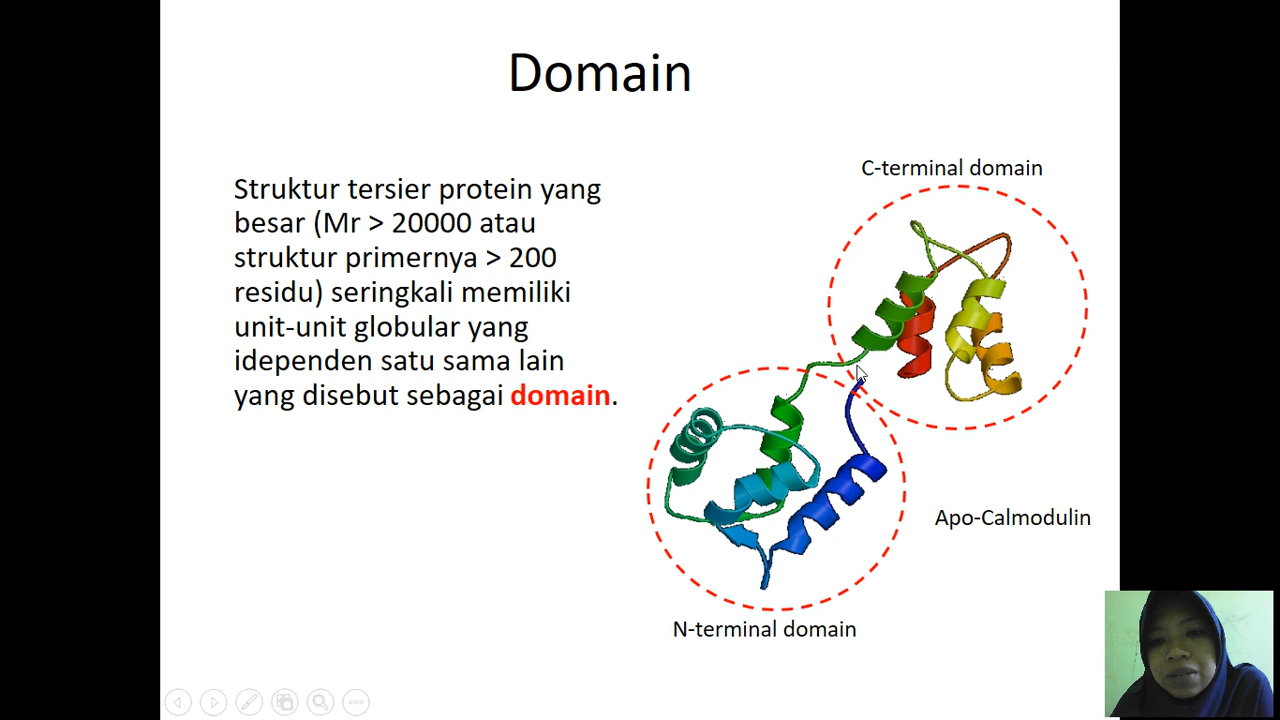 Domain
Struktur tersier protein yang
besar (Mr > 20000 atau
struktur primernya > 200
residu) seringkali memiliki
unit-unit globular yang
idependen satu sama lain
yang disebut sebagai domain.
C-terminal domain
Apo-Calmodulin
N-terminal domain